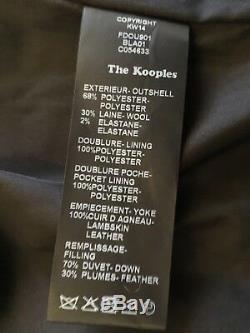 COPYRIGHT
KW14
FDOU901
BLA01
C054633
The Kooples
EXTERIEUR- OUTSHELL
68% POLYESTER-
POLYESTER
30% LAINE- WOOL
2% ELASTANE-
ELASTANE
DOUBLURE- LINING
100%POLYESTER-
POLYESTER
DOUBLURE POCHE-
POCKET LINING
100%POLYESTER-
POLYESTER
EMPIECEMENT- YOKE
100%CUIR D'AGNEAU-
LAMBSKIN
LEATHER
REMPLISSAGE-
FILLING
70% DUVET- DOWN
30% PLUMES- FEATHER